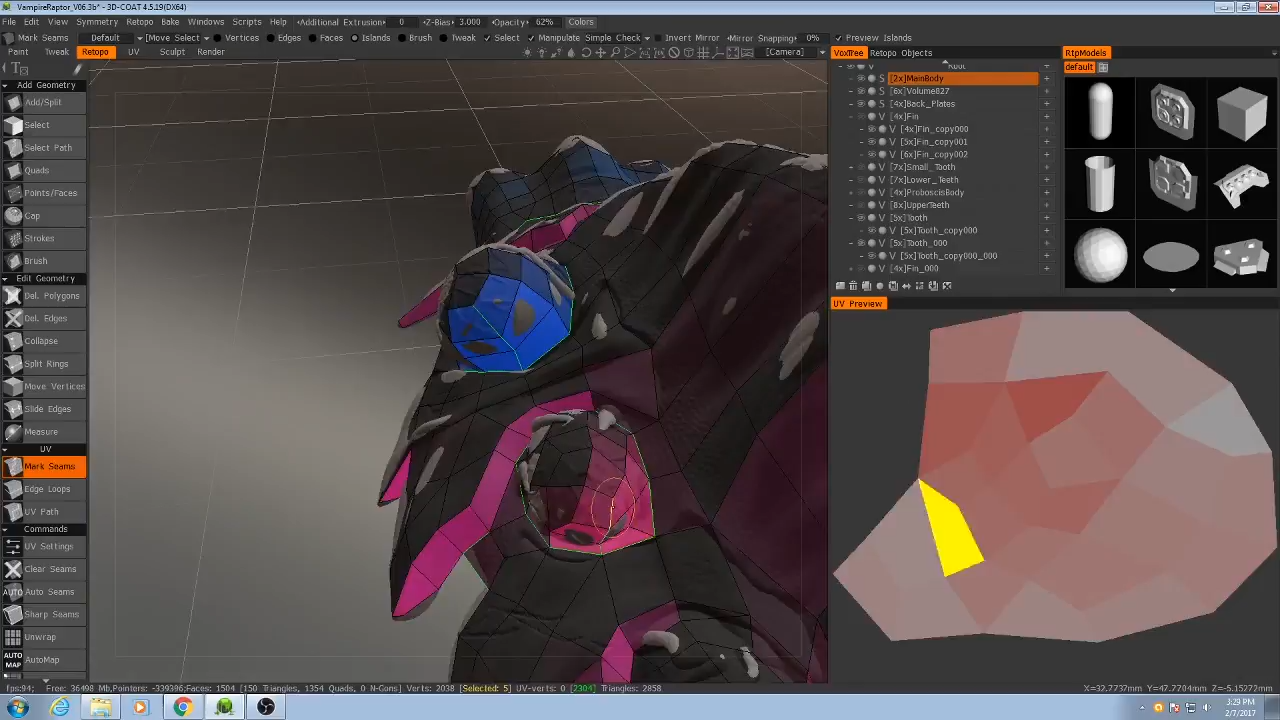 VampireRaptor_V06.3b* - 3D-COAT 4.5.19(DX64)
File Edit View Symmetry Retopo Bake Windows Scripts Help Additional Extrusion 0 Z-Bias 3.000 Opacity 62% Colors
Mark Seams Default [Move Select] Vertices Edges Faces Blends Brush Tweak Select Manipulate Simple Check Invert Mirror Mirror Snapping 0% Preview Islands
Paint Tweak Retopo UV Sculpt Render [Camera] VoxTree Retopo Objects RtpModels
Add Geometry
Add/Split
Select
Select Path
Quads
Points/Faces
Cap
Strokes
Brush
Edit Geometry
Del. Polygons
Del. Edges
Collapse
Split Rings
Move Vertices
Slide Edges
Measure
UV
Mark Seams
Edge Loops
UV Path
Commands
UV Settings
Clear Seams
AUTO Auto Seams
Sharp Seams
Unwrap
AUTO MAP AutoMap
V Root
S [2x]MainBody
S [6x]Volume827
S [4x]Back_Plates
V [4x]Fin
V [4x]Fin_copy000
V [5x]Fin_copy001
V [6x]Fin_copy002
V [7x]Small_Tooth
V [7x]Lower_Teeth
V [4x]ProboscisBody
V [8x]UpperTeeth
V [5x]Tooth
V [5x]Tooth_copy000
V [5x]Tooth_000
V [5x]Tooth_copy000_000
V [4x]Fin_000
default
UV Preview
fps:94; Free: 36498 Mb,Pointers: -339396;Faces: 1504 [150 Triangles, 1354 Quads, 0 N-Gons] Verts: 2038 [Selected: 5] UV-verts: 0 [2304] Triangles: 2858 X=32.7737mm Y=47.7704mm Z=-5.15272mm
3:29 PM
2/7/2017